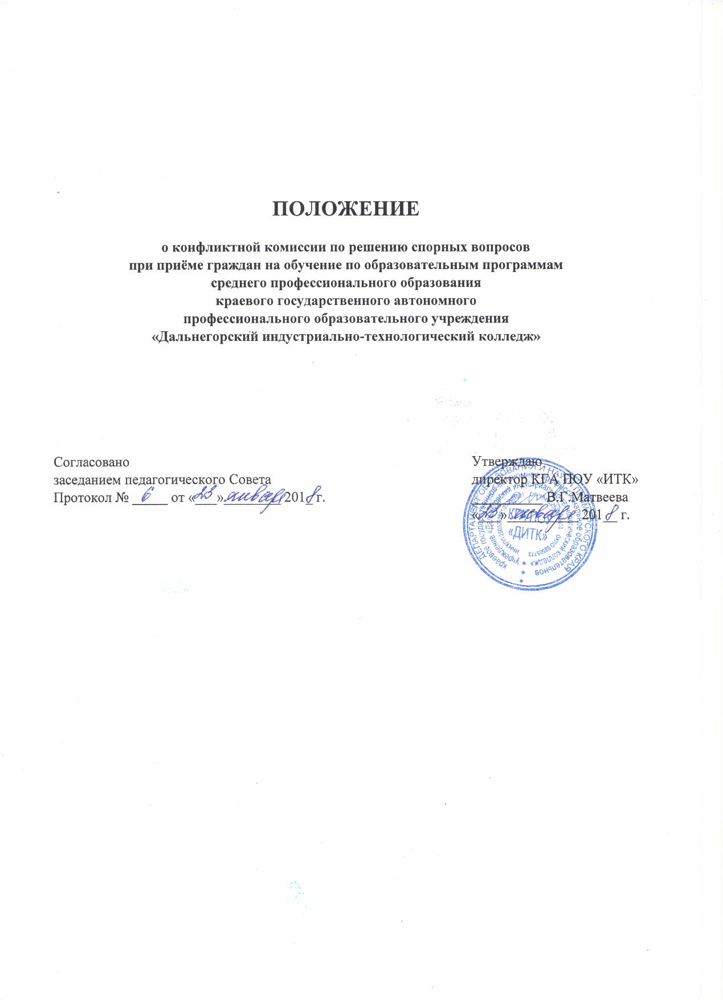 ПОЛОЖЕНИЕ
о конфликтной комиссии по решению спорных вопросов
при приёме граждан на обучение по образовательным программам
среднего профессионального образования
краевого государственного автономного
профессионального образовательного учреждения
«Дальнегорский индустриально-технологический колледж»
Согласовано
заседанием педагогического Совета
Протокол № 6 от «23» января 2018 г.
Утверждаю
директор КГА ПОУ «ИТК»
В.Г. Матвеева
«23» января 2018 г.
ДЕПАРТАМЕНТ ОБРАЗОВАНИЯ И НАУКИ ПРИМОРСКОГО КРАЯ
краевое государственное автономное профессиональное образовательное
учреждение «Дальнегорский индустриально-технологический колледж»
КГА ПОУ
«ДИТК»